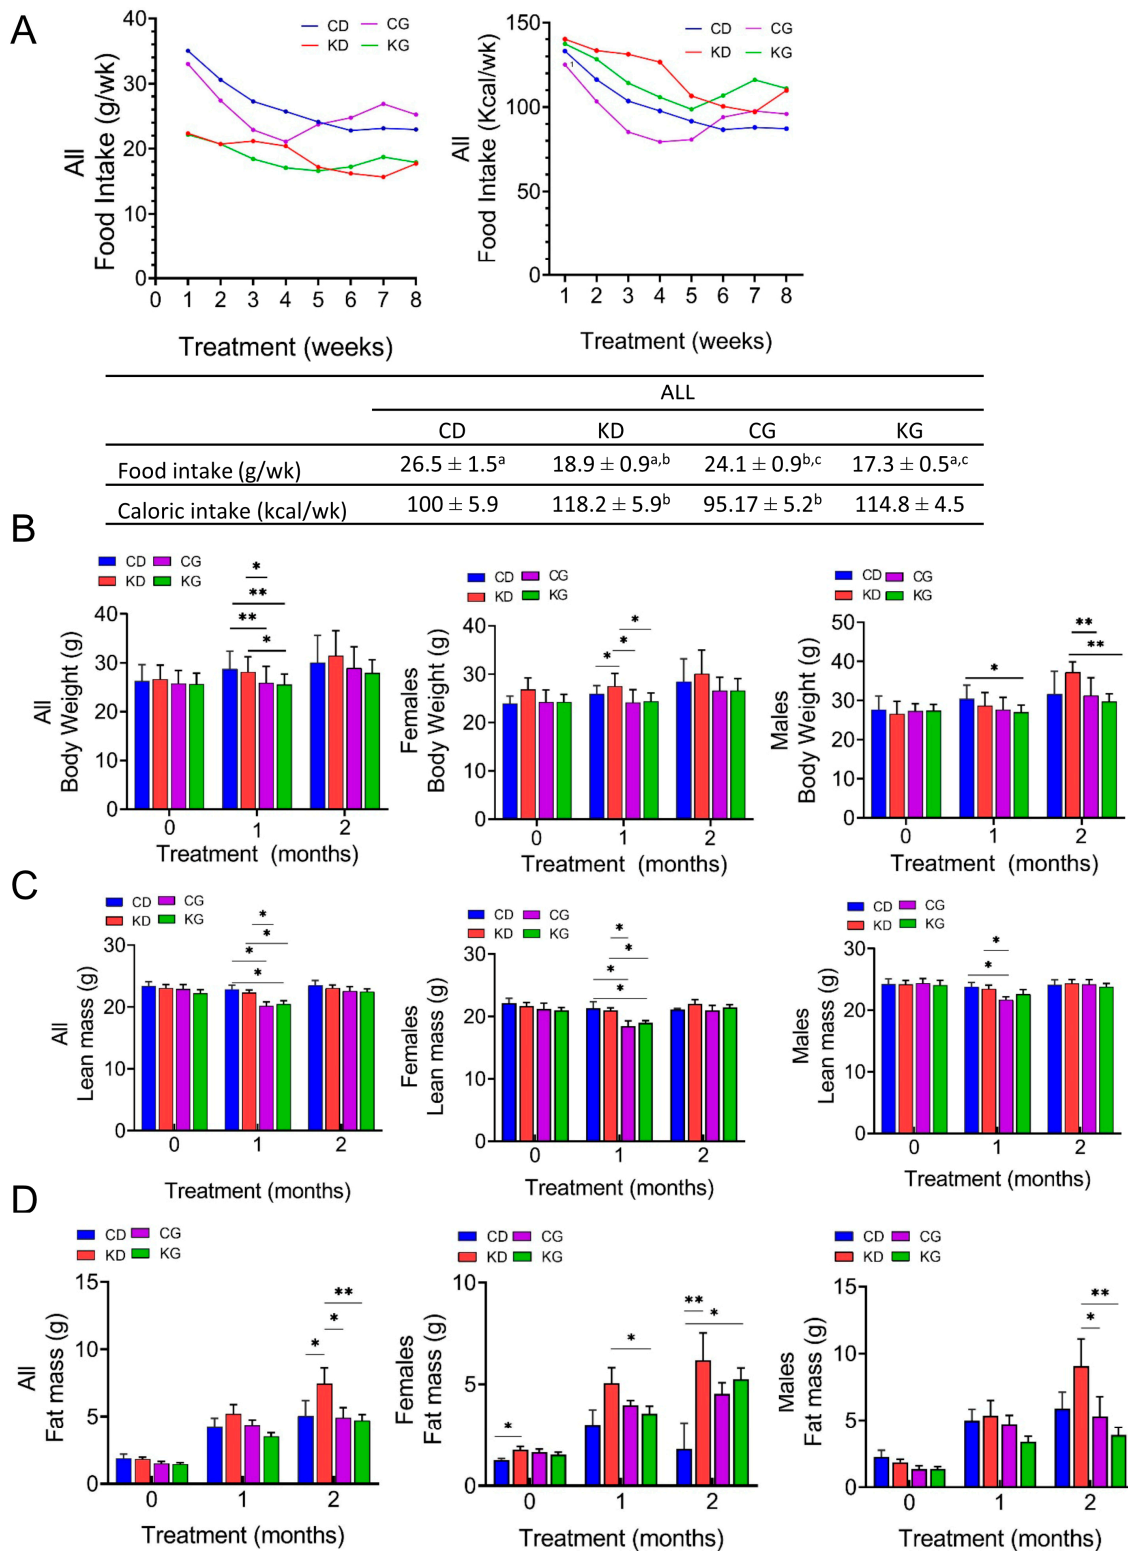 A
CD CG
KD KG
40
30
20
10
0
All
Food Intake (g/wk)
0 1 2 3 4 5 6 7 8
Treatment (weeks)
CD CG
KD KG
150
100
50
0
All
Food Intake (Kcal/wk)
1
1 2 3 4 5 6 7 8
Treatment (weeks)
ALL
CD KD CG KG
Food intake (g/wk) 26.5 ± 1.5ᵃ 18.9 ± 0.9ᵃ,ᵇ 24.1 ± 0.9ᵇ,ᶜ 17.3 ± 0.5ᵃ,ᶜ
Caloric intake (kcal/wk) 100 ± 5.9 118.2 ± 5.9ᵇ 95.17 ± 5.2ᵇ 114.8 ± 4.5
B
CD CG
KD KG
*
**
**
*
40
30
20
10
0
All
Body Weight (g)
0 1 2
Treatment (months)
CD CG
KD KG
*
*
*
40
30
20
10
0
Females
Body Weight (g)
0 1 2
Treatment (months)
CD CG
KD KG
**
**
*
50
40
30
20
10
0
Males
Body Weight (g)
0 1 2
Treatment (months)
C
CD CG
KD KG
*
*
*
*
30
20
10
0
All
Lean mass (g)
0 1 2
Treatment (months)
CD CG
KD KG
*
*
*
*
30
20
10
0
Females
Lean mass (g)
0 1 2
Treatment (months)
CD CG
KD KG
*
*
30
20
10
0
Males
Lean mass (g)
0 1 2
Treatment (months)
D
CD CG
KD KG
**
*
*
15
10
5
0
All
Fat mass (g)
0 1 2
Treatment (months)
CD CG
KD KG
**
*
*
*
10
5
0
Females
Fat mass (g)
0 1 2
Treatment (months)
CD CG
KD KG
**
*
15
10
5
0
Males
Fat mass (g)
0 1 2
Treatment (months)